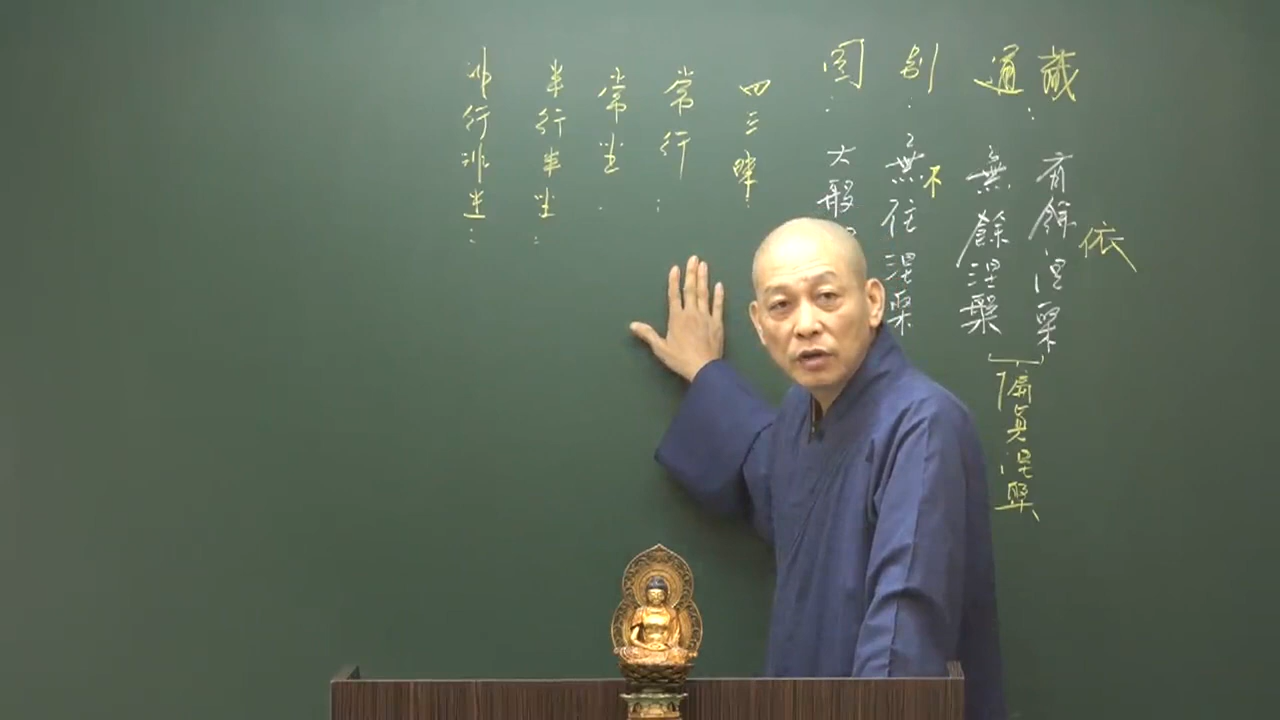 藏：有餘涅槃
依
通：無餘涅槃
偏真涅槃
別：無住涅槃
不
圓：大般
四三昧：
常行：
常坐：
半行半坐：
非行非坐：